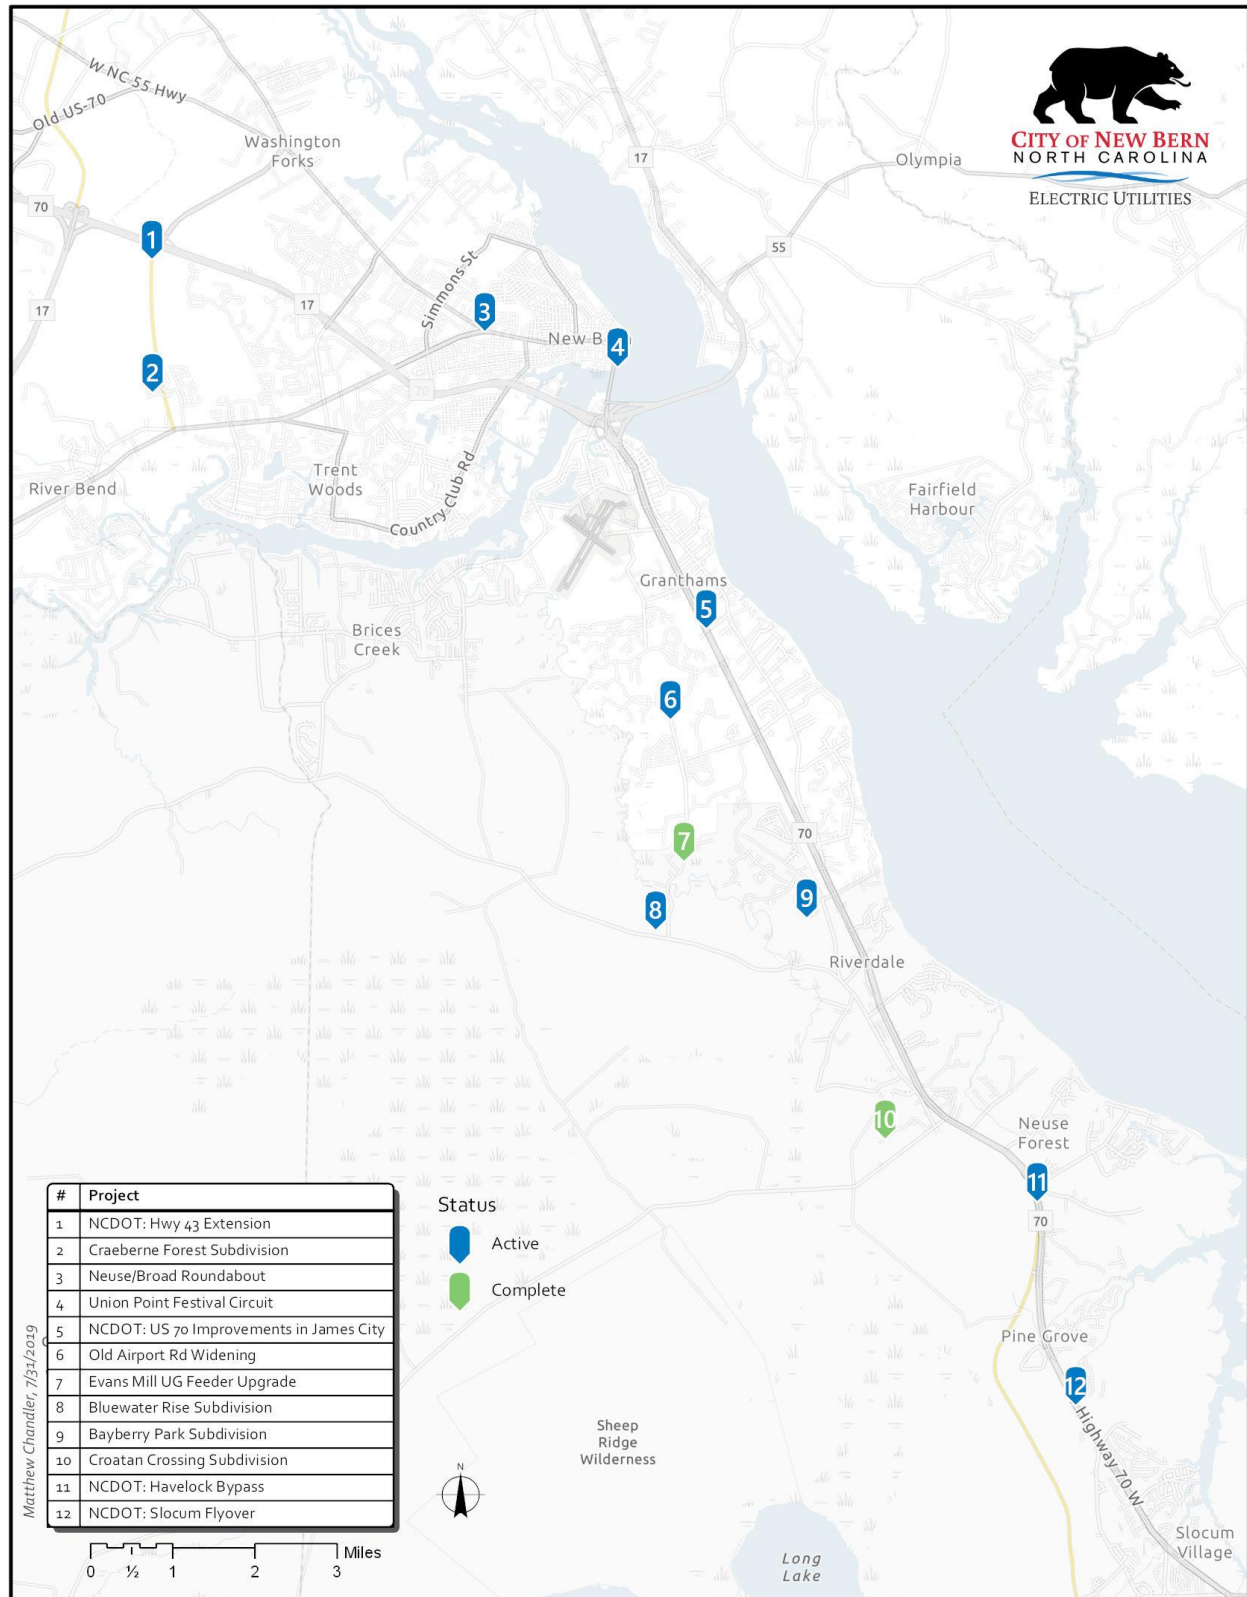 W NC 55 Hwy
Old US-70
Washington
Forks
17
Olympia
CITY OF NEW BERN
NORTH CAROLINA
ELECTRIC UTILITIES
70
1
55
17
17
Simmons St
3
New B
4
2
70
Trent
Woods
River Bend
Country Club Rd
Fairfield
Harbour
Granthams
5
Brices
Creek
6
7
70
8
9
Riverdale
10
Neuse
Forest
11
70
Pine Grove
12
Highway 70 W
Slocum
Village
Sheep
Ridge
Wilderness
Long
Lake
# Project
1 NCDOT: Hwy 43 Extension
2 Craeberne Forest Subdivision
3 Neuse/Broad Roundabout
4 Union Point Festival Circuit
5 NCDOT: US 70 Improvements in James City
6 Old Airport Rd Widening
7 Evans Mill UG Feeder Upgrade
8 Bluewater Rise Subdivision
9 Bayberry Park Subdivision
10 Croatan Crossing Subdivision
11 NCDOT: Havelock Bypass
12 NCDOT: Slocum Flyover
Status
Active
Complete
N
Miles
0 ½ 1 2 3
Matthew Chandler, 7/31/2019